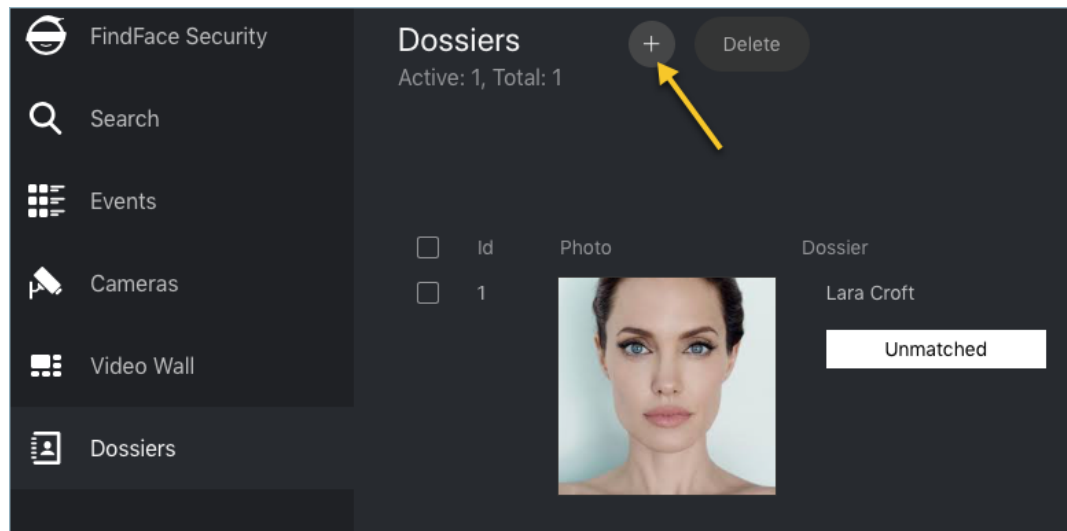 FindFace Security
Search
Events
Cameras
Video Wall
Dossiers
Dossiers
+
Delete
Active: 1, Total: 1
Id Photo Dossier
1 Lara Croft
Unmatched